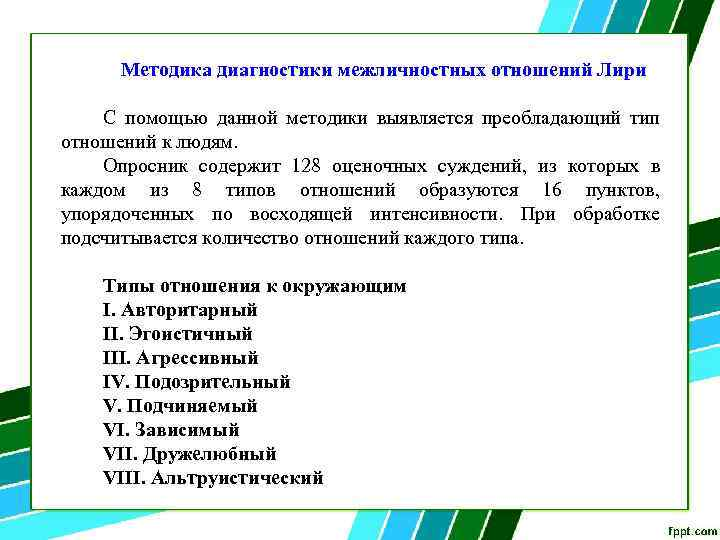 Методика диагностики межличностных отношений Лири
С помощью данной методики выявляется преобладающий тип
отношений к людям.
Опросник содержит 128 оценочных суждений, из которых в
каждом из 8 типов отношений образуются 16 пунктов,
упорядоченных по восходящей интенсивности. При обработке
подсчитывается количество отношений каждого типа.
Типы отношения к окружающим
I. Авторитарный
II. Эгоистичный
III. Агрессивный
IV. Подозрительный
V. Подчиняемый
VI. Зависимый
VII. Дружелюбный
VIII. Альтруистический
fppt.com